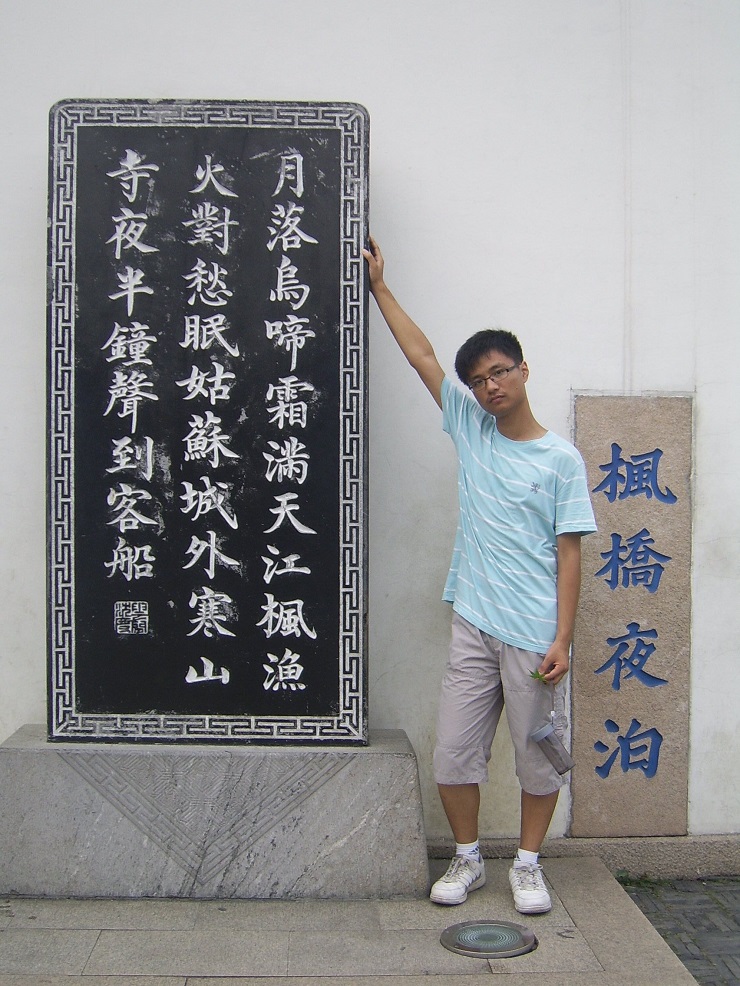 楓橋夜泊
月落烏啼霜滿天江楓漁
火對愁眠姑蘇城外寒山
寺夜半鐘聲到客船